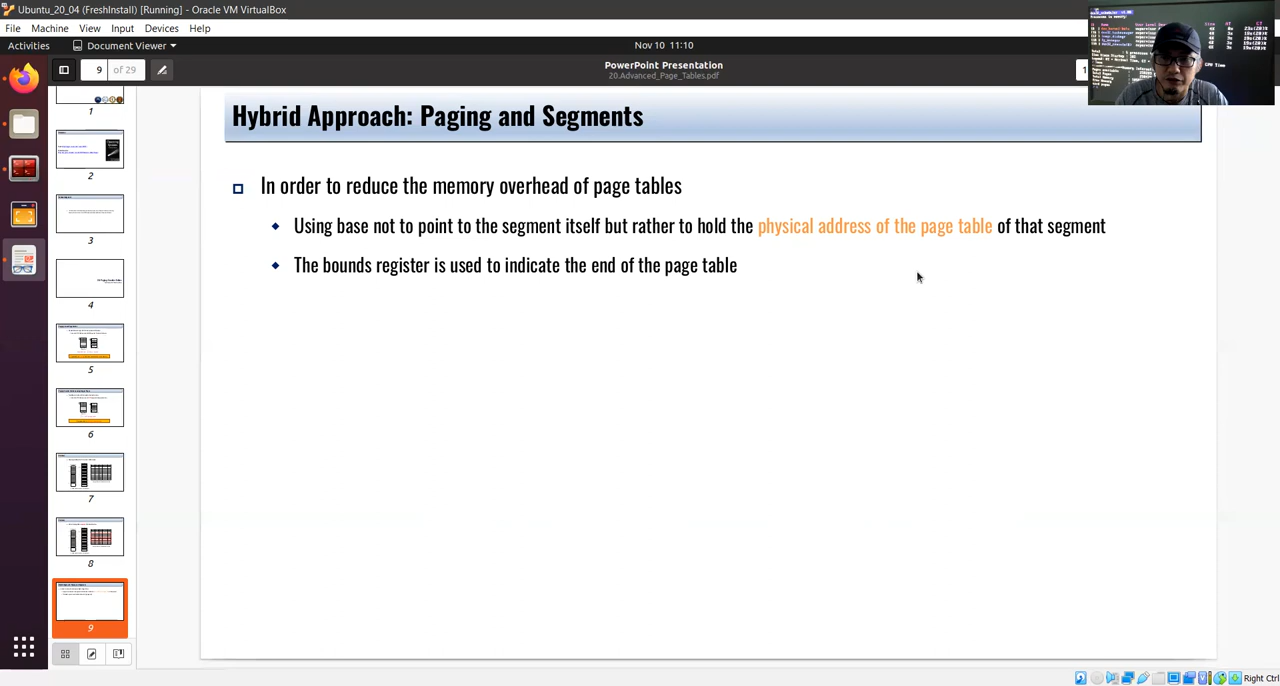 Ubuntu_20_04 (FreshInstall) [Running] - Oracle VM VirtualBox
File Machine View Input Devices Help
Activities Document Viewer Nov 10 11:10
9 of 29
PowerPoint Presentation
20.Advanced_Page_Tables.pdf
1
Hybrid Approach: Paging and Segments
In order to reduce the memory overhead of page tables
Using base not to point to the segment itself but rather to hold the physical address of the page table of that segment
The bounds register is used to indicate the end of the page table
1
2
3
4
5
6
7
8
9
Right Ctrl